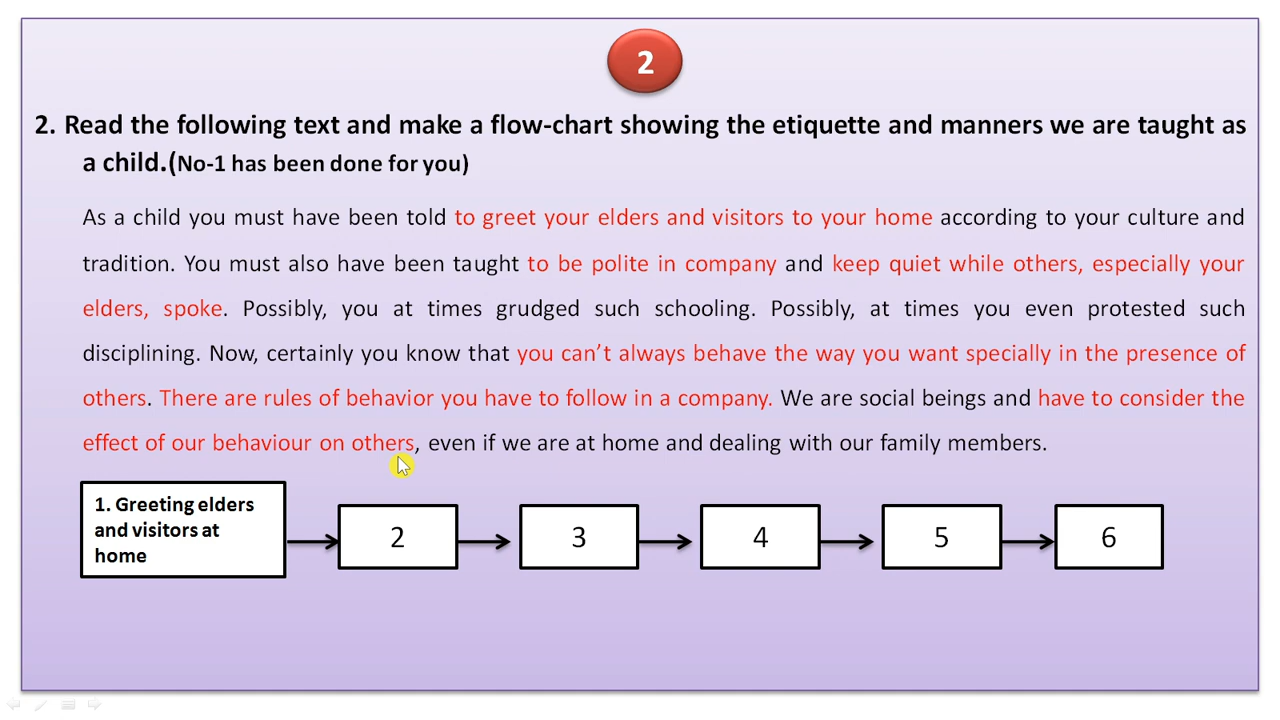 2
2. Read the following text and make a flow-chart showing the etiquette and manners we are taught as
a child.(No-1 has been done for you)
As a child you must have been told to greet your elders and visitors to your home according to your culture and
tradition. You must also have been taught to be polite in company and keep quiet while others, especially your
elders, spoke. Possibly, you at times grudged such schooling. Possibly, at times you even protested such
disciplining. Now, certainly you know that you can't always behave the way you want specially in the presence of
others. There are rules of behavior you have to follow in a company. We are social beings and have to consider the
effect of our behaviour on others, even if we are at home and dealing with our family members.
1. Greeting elders
and visitors at
home
2
3
4
5
6